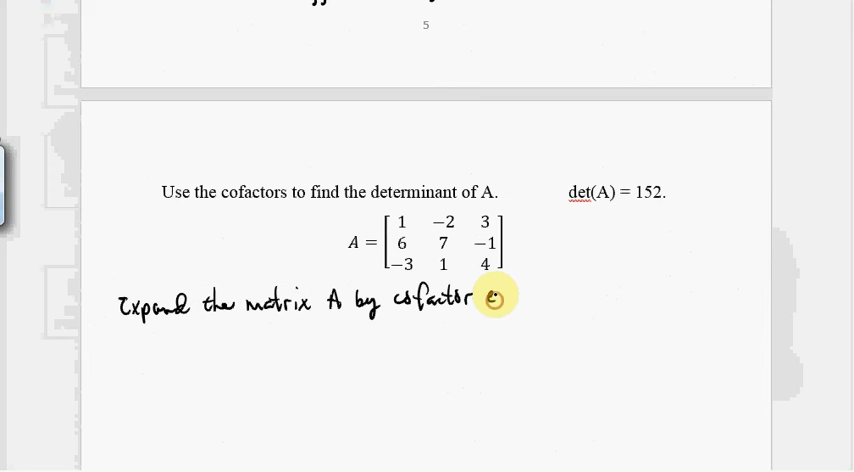 5
Use the cofactors to find the determinant of A. det(A) = 152.
1 −2 3
A = 6 7 −1
−3 1 4
Expand the matrix A by cofactor e